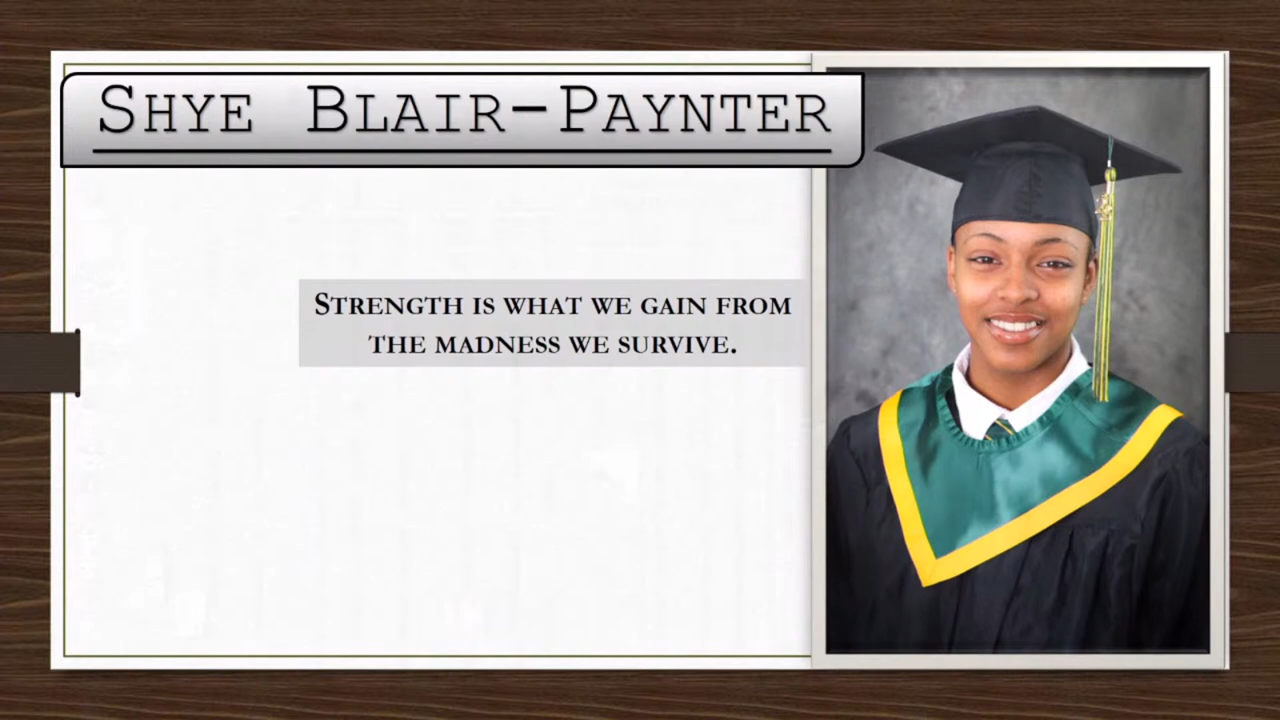 Shye Blair-Paynter
Strength is what we gain from
the madness we survive.